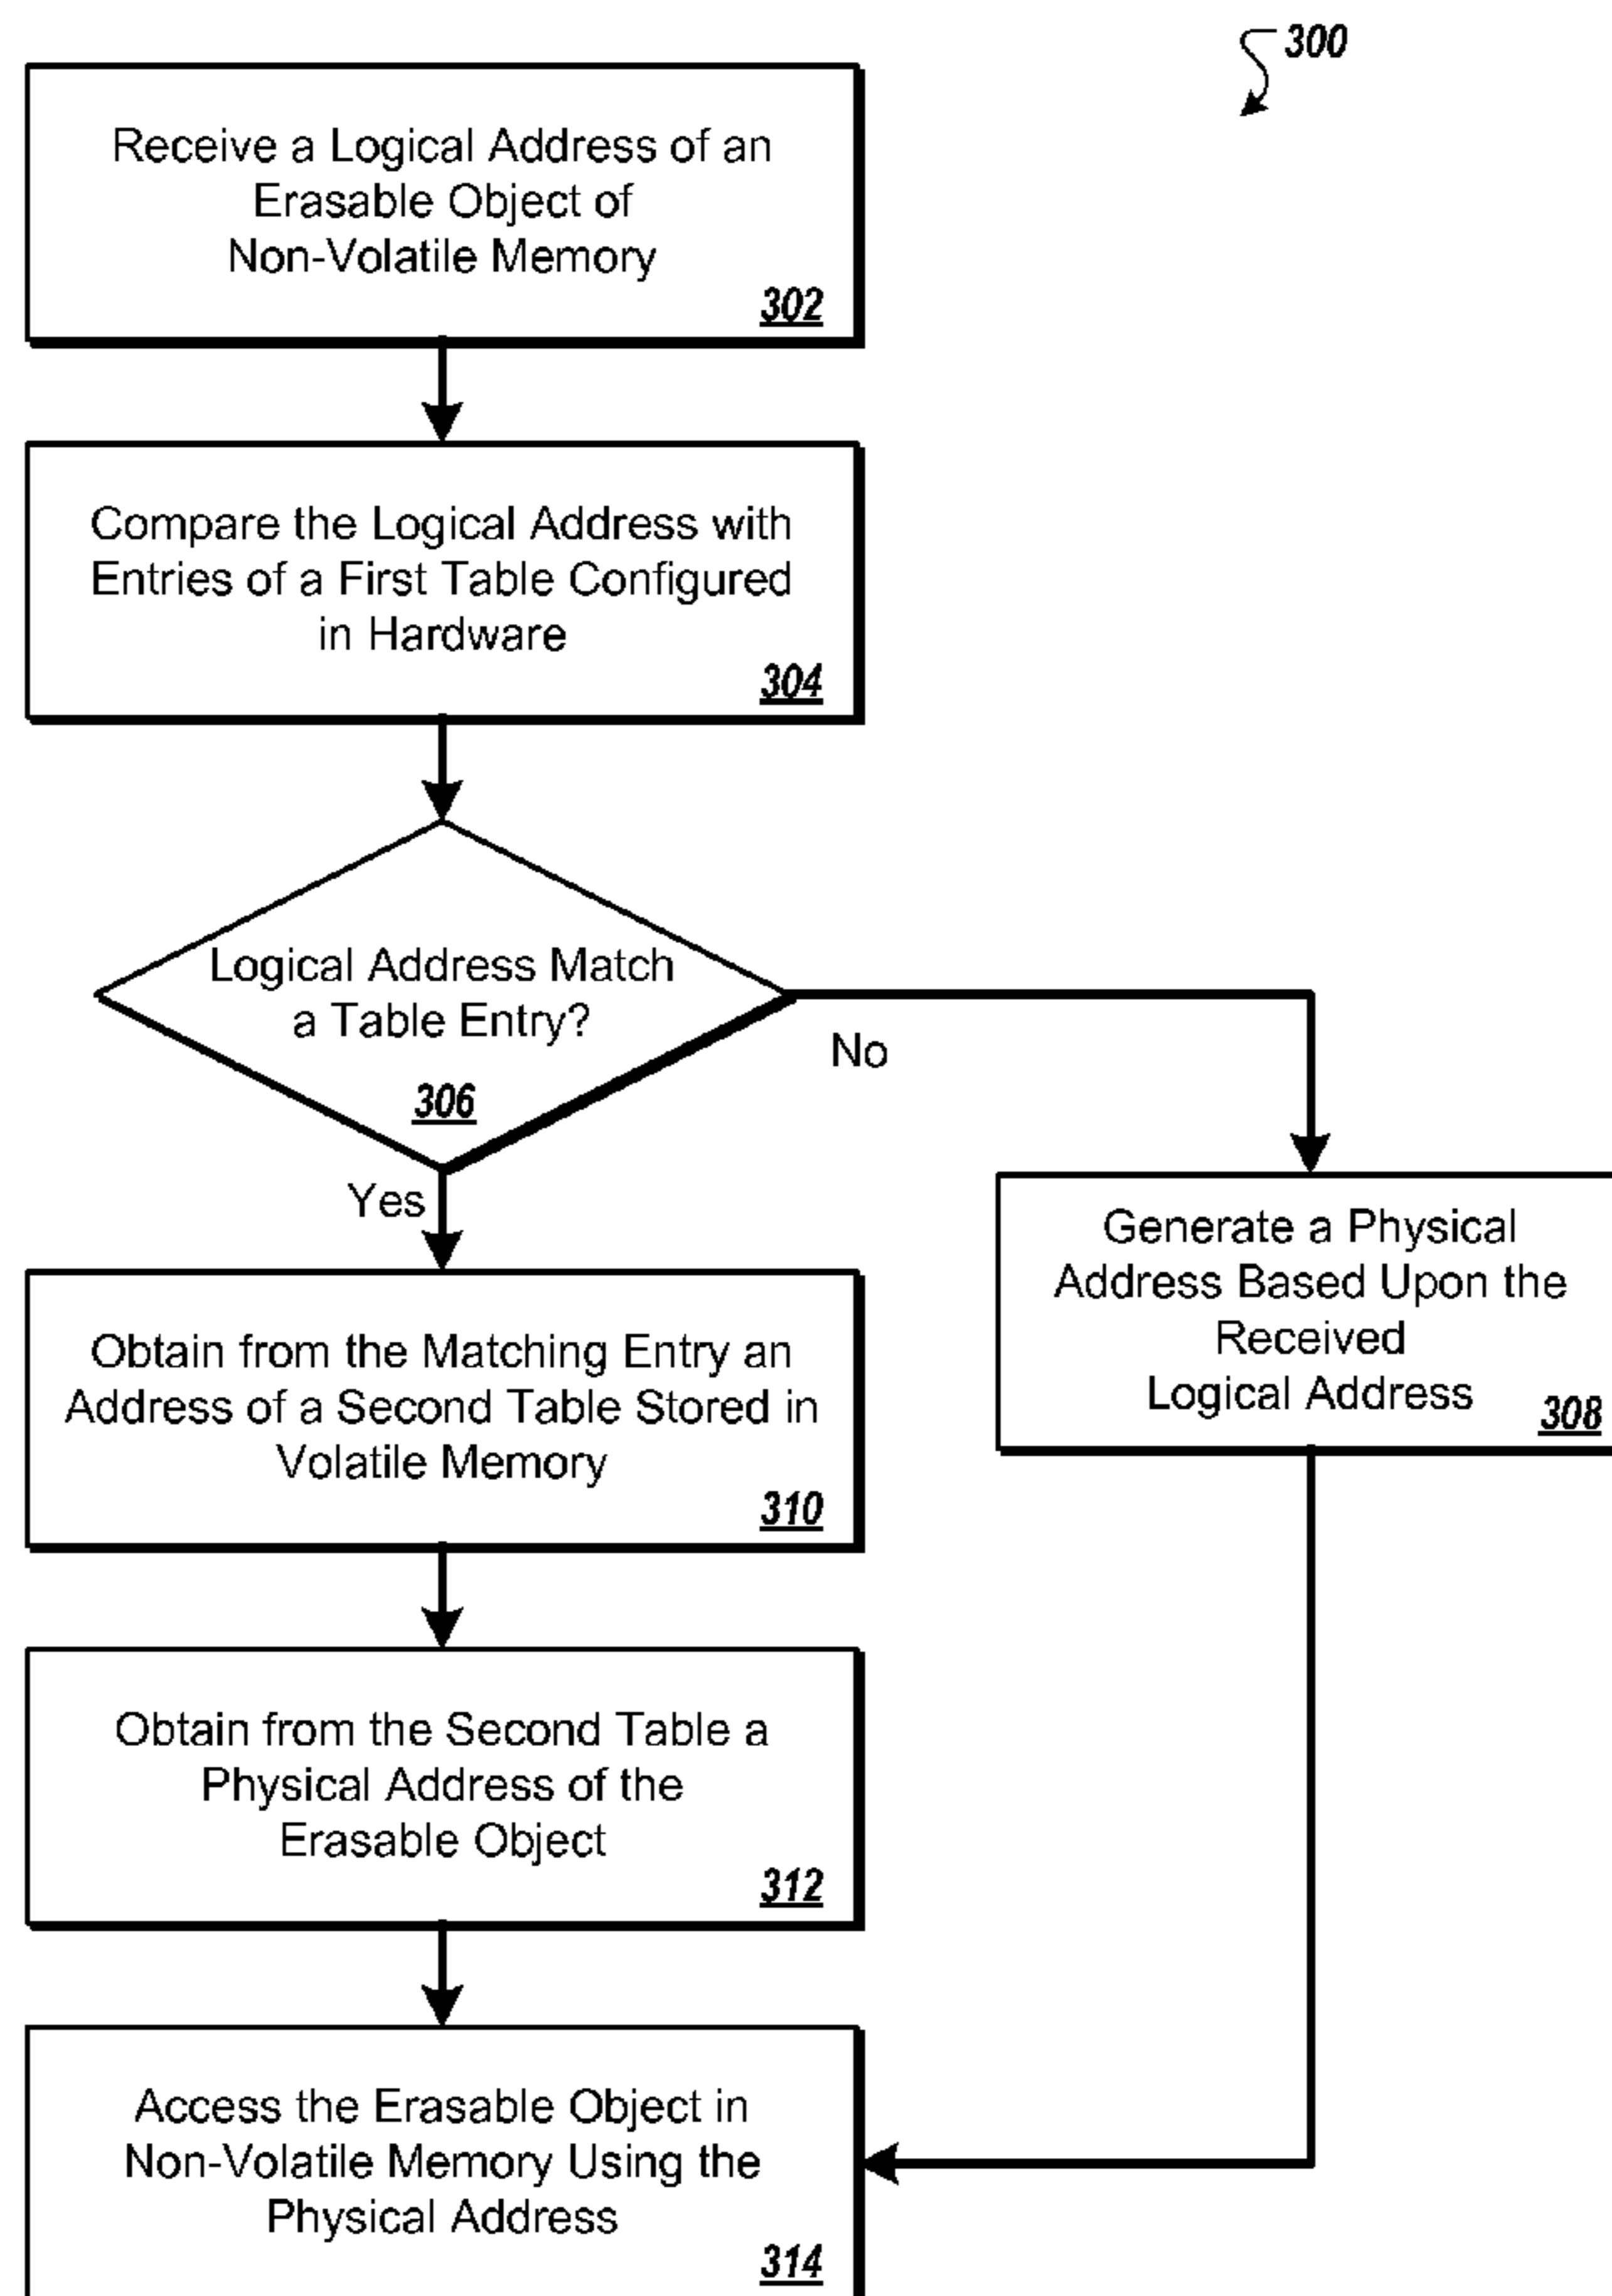 300
Receive a Logical Address of an
Erasable Object of
Non-Volatile Memory
302
Compare the Logical Address with
Entries of a First Table Configured
in Hardware
304
Logical Address Match
a Table Entry?
306
No
Yes
Generate a Physical
Address Based Upon the
Received
Logical Address
308
Obtain from the Matching Entry an
Address of a Second Table Stored in
Volatile Memory
310
Obtain from the Second Table a
Physical Address of the
Erasable Object
312
Access the Erasable Object in
Non-Volatile Memory Using the
Physical Address
314